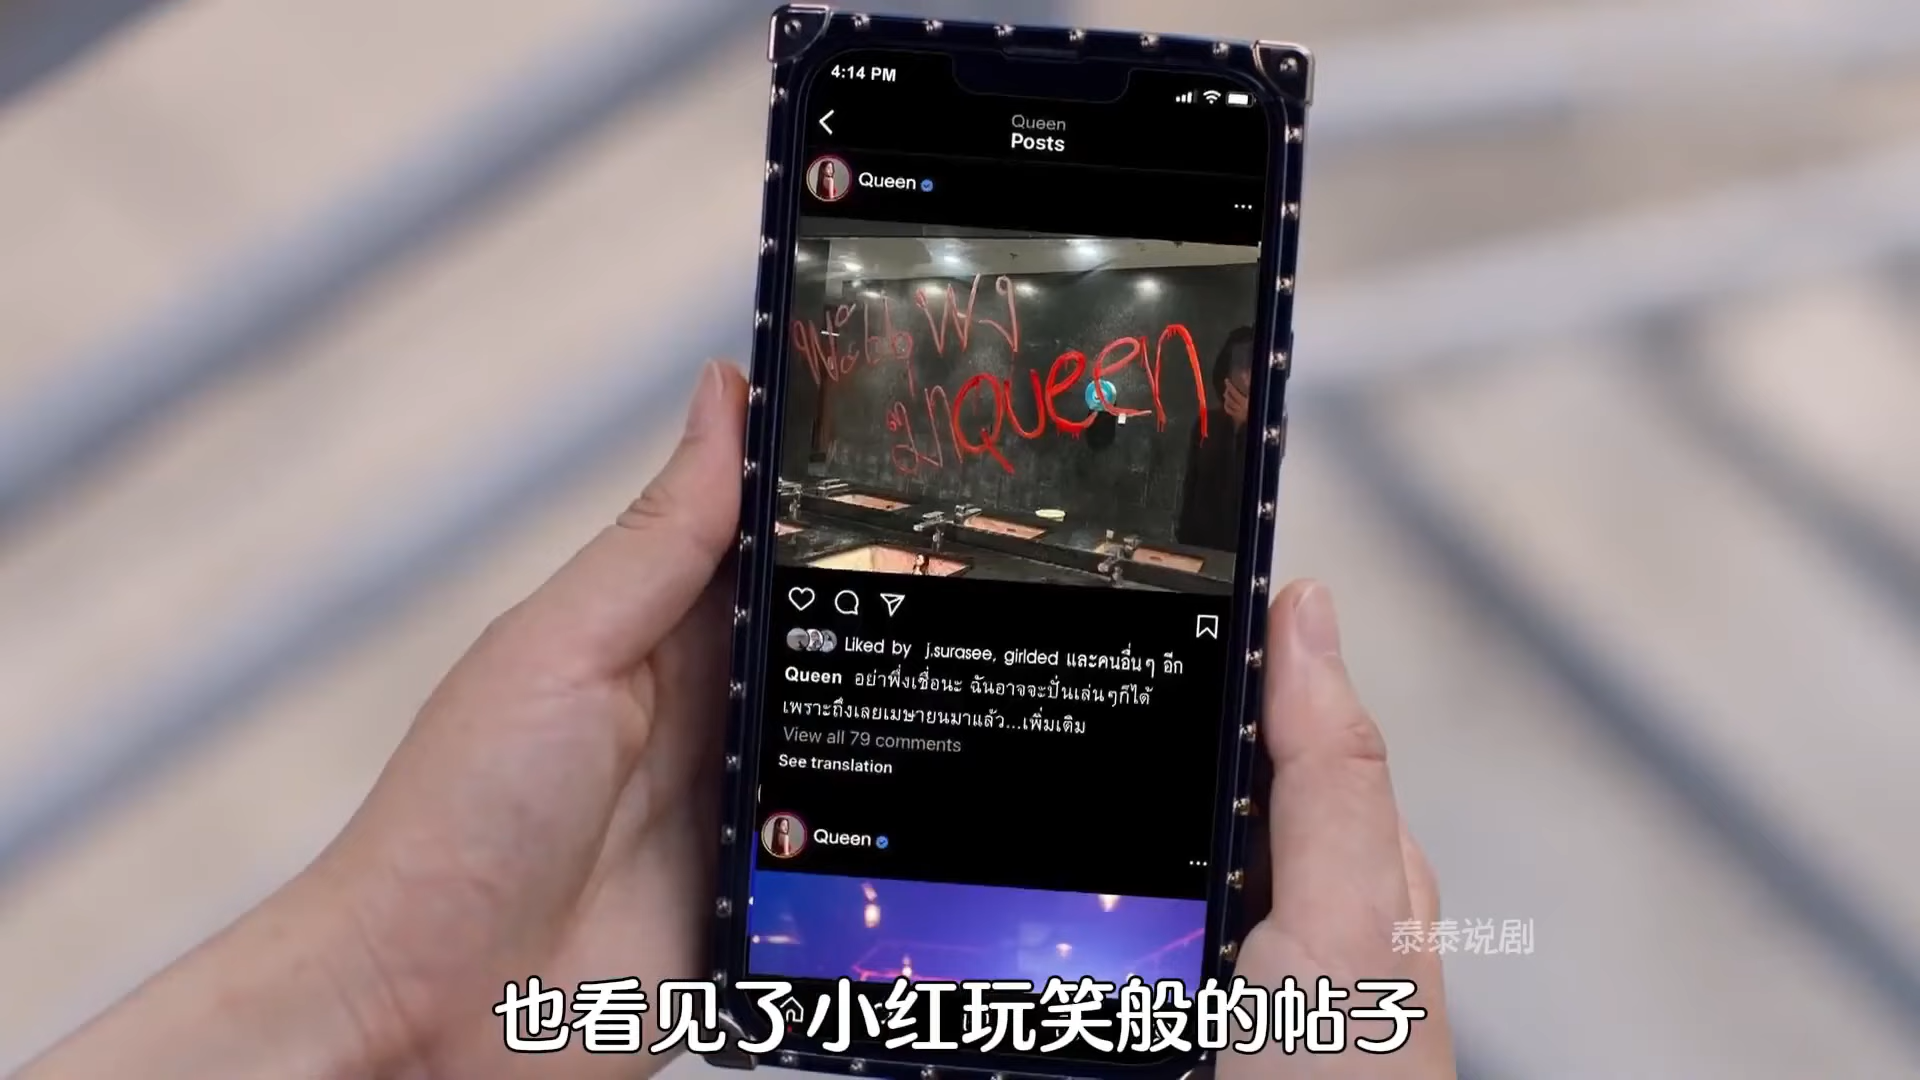 4:14 PM
Queen
Posts
Queen
Queen
Liked by j.surasee, girlded และคนอื่นๆ อีก
Queen อย่าพึ่งเชื่อนะ ฉันอาจจะปั่นเล่นๆก็ได้
เพราะถึงเลยเมษายนมาแล้ว...เพิ่มเติม
View all 79 comments
See translation
Queen
泰泰说剧
也看见了小红玩笑般的帖子